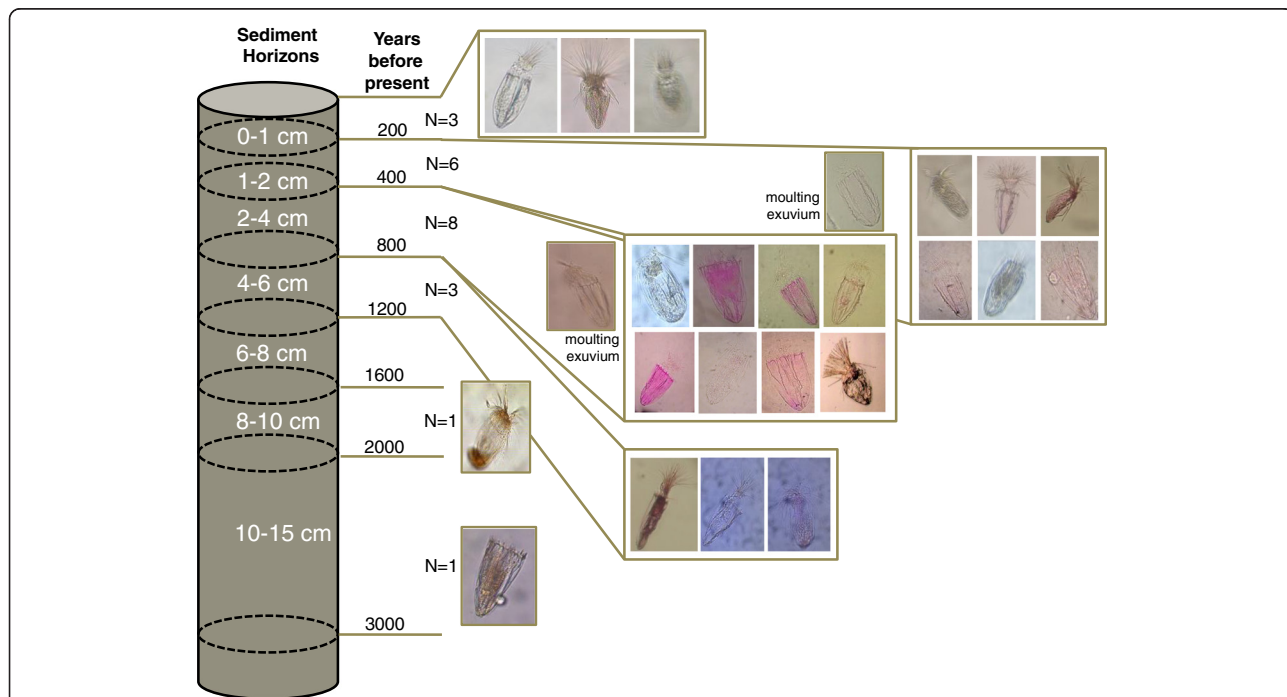 Sediment
Horizons
Years
before
present
0-1 cm
N=3
200
1-2 cm
N=6
400
moulting
exuvium
2-4 cm
N=8
800
4-6 cm
N=3
1200
moulting
exuvium
6-8 cm
1600
8-10 cm
N=1
2000
10-15 cm
N=1
3000